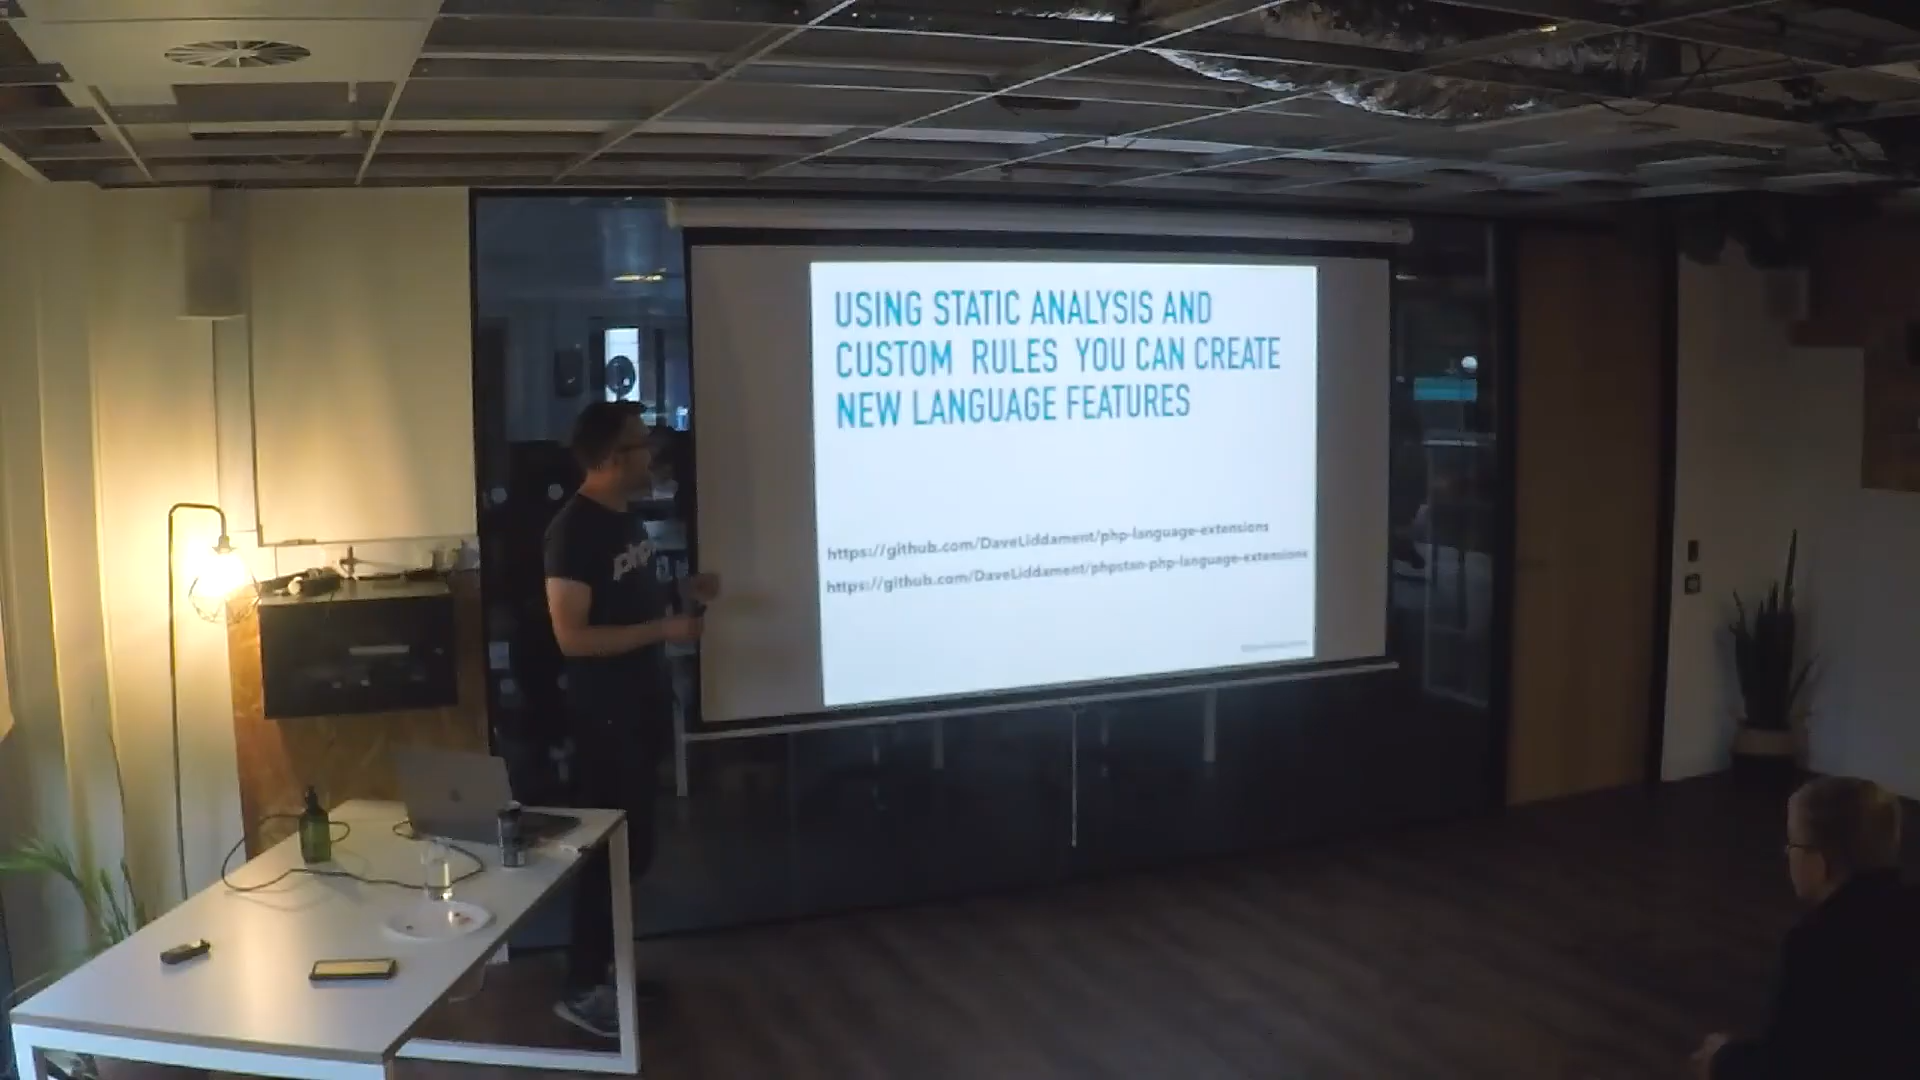 USING STATIC ANALYSIS AND
CUSTOM RULES YOU CAN CREATE
NEW LANGUAGE FEATURES
https://github.com/DaveLiddament/php-language-extensions
https://github.com/DaveLiddament/phpstan-php-language-extensions
php